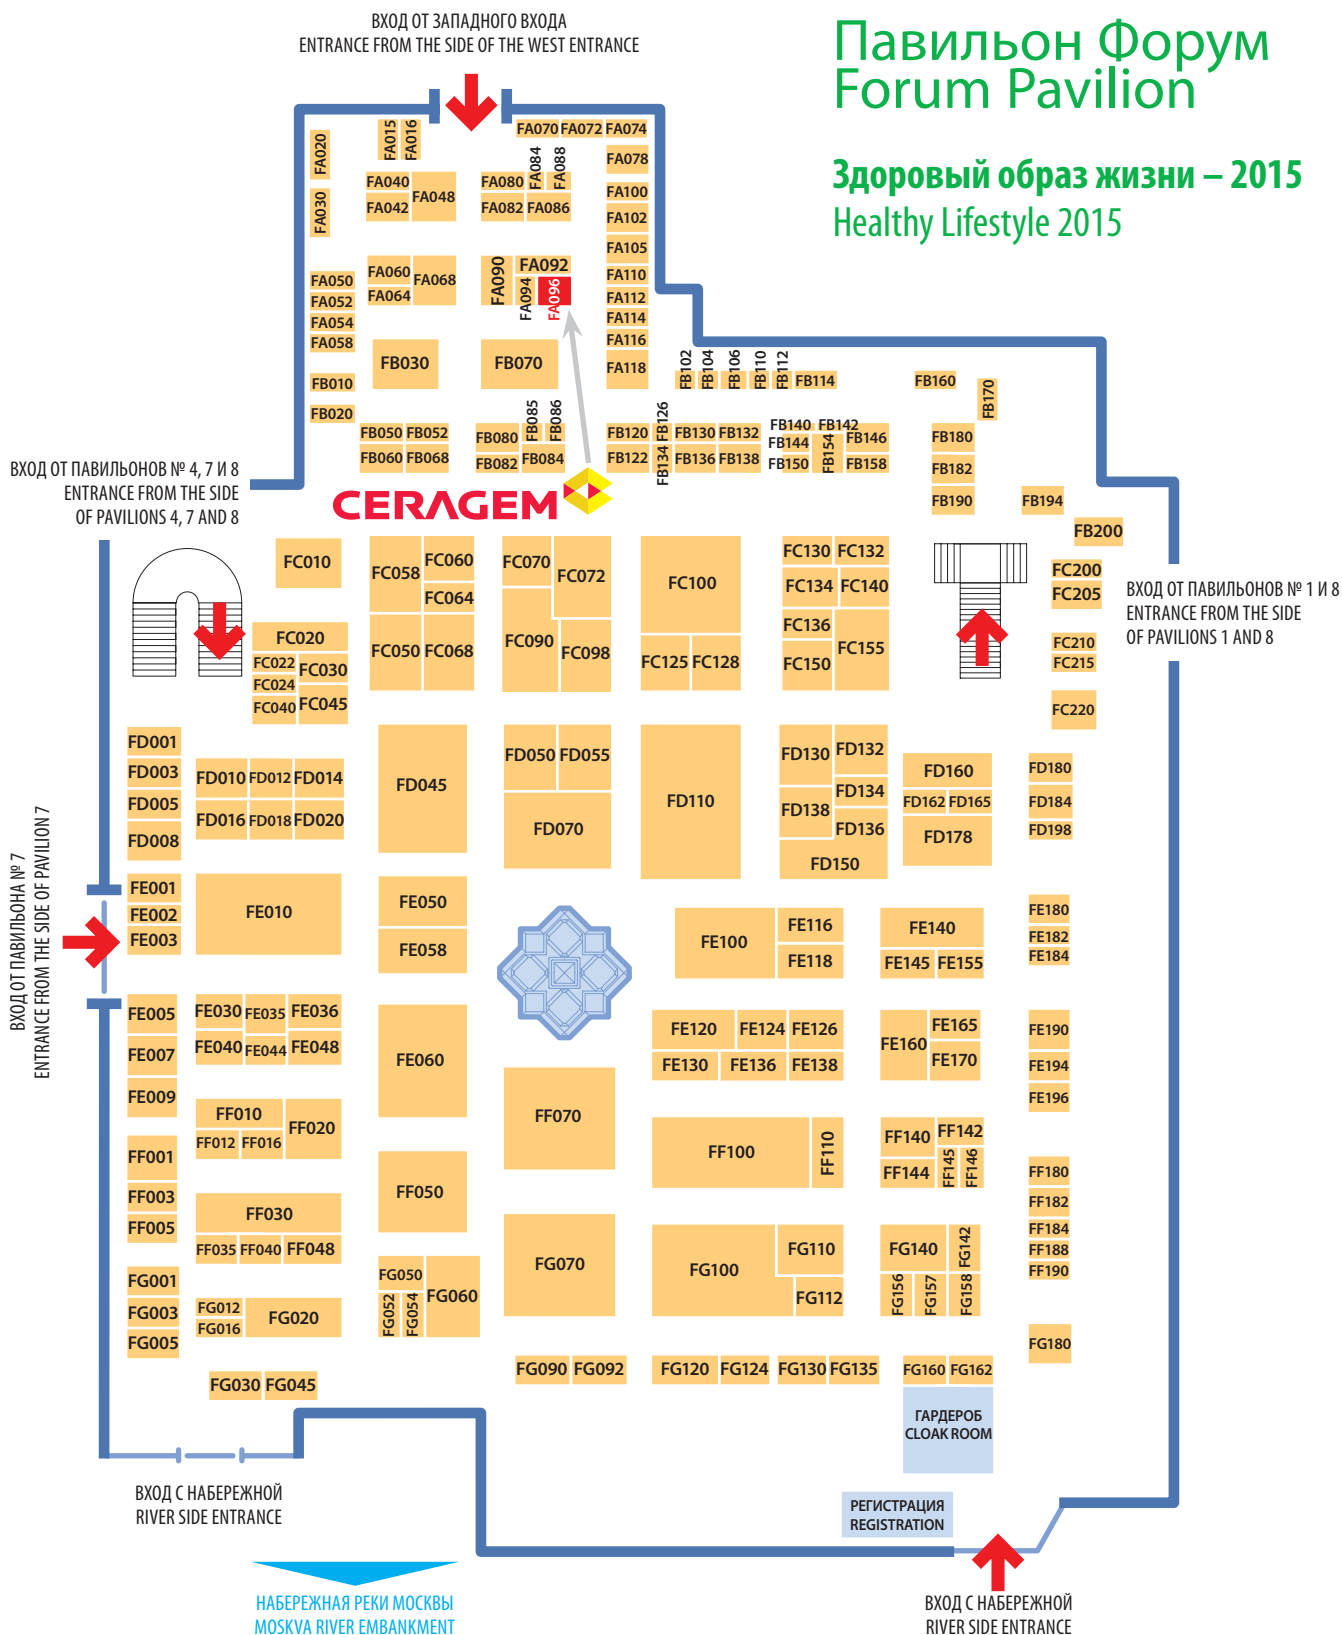 ВХОД ОТ ЗАПАДНОГО ВХОДА
ENTRANCE FROM THE SIDE OF THE WEST ENTRANCE
Павильон Форум
Forum Pavilion
Здоровый образ жизни – 2015
Healthy Lifestyle 2015
FA015 FA016 FA070 FA072 FA074
FA020 FA084 FA088 FA078
FA040 FA048 FA080 FA100
FA030 FA042 FA082 FA086 FA102
FA105
FA060 FA068 FA090 FA092 FA110
FA050 FA064 FA094 FA096 FA112
FA052
FA054 FA114
FA058 FA116
FB030 FB070 FA118
FB102 FB104 FB106 FB110 FB112 FB114 FB160 FB170
FB010
FB020 FB085 FB086 FB126
FB050 FB052 FB080 FB120 FB130 FB132 FB140 FB142 FB144 FB154 FB146 FB180
FB060 FB068 FB082 FB084 FB122 FB134 FB136 FB138 FB150 FB158 FB182
FB190 FB194
FB200
ВХОД ОТ ПАВИЛЬОНОВ № 4, 7 И 8
ENTRANCE FROM THE SIDE
OF PAVILIONS 4, 7 AND 8
CERAGEM
FC010 FC058 FC060 FC070 FC072 FC100 FC130 FC132 FC200
FC064 FC134 FC140 FC205
FC020 FC050 FC068 FC090 FC098 FC136 FC155 FC210
FC022 FC030 FC125 FC128 FC150 FC215
FC024
FC040 FC045 FC220
ВХОД ОТ ПАВИЛЬОНОВ № 1 И 8
ENTRANCE FROM THE SIDE
OF PAVILIONS 1 AND 8
FD001 FD045 FD050 FD055 FD110 FD130 FD132
FD003 FD010 FD012 FD014 FD160 FD180
FD005 FD134 FD162 FD165 FD184
FD016 FD018 FD020 FD070 FD138 FD136 FD198
FD008 FD150 FD178
ВХОД ОТ ПАВИЛЬОНА № 7
ENTRANCE FROM THE SIDE OF PAVILION 7
FE001 FE010 FE050 FE116 FE140 FE180
FE002 FE100 FE182
FE003 FE058 FE118 FE145 FE155 FE184
FE005 FE030 FE035 FE036 FE060 FE120 FE124 FE126 FE160 FE165 FE190
FE007 FE040 FE044 FE048 FE130 FE136 FE138 FE170 FE194
FE009 FE196
FF010 FF020 FF070 FF100 FF110 FF140 FF142
FF001 FF012 FF016 FF144 FF145 FF146 FF180
FF003 FF050 FF182
FF005 FF030 FF184
FF035 FF040 FF048 FF188
FF190
FG001 FG050 FG060 FG070 FG100 FG110 FG140 FG142
FG003 FG012 FG020 FG052 FG054 FG112 FG156 FG157 FG158
FG016
FG005 FG180
FG030 FG045 FG090 FG092 FG120 FG124 FG130 FG135 FG160 FG162
ГАРДЕРОБ
CLOAK ROOM
РЕГИСТРАЦИЯ
REGISTRATION
ВХОД С НАБЕРЕЖНОЙ
RIVER SIDE ENTRANCE
НАБЕРЕЖНАЯ РЕКИ МОСКВЫ
MOSKVA RIVER EMBANKMENT
ВХОД С НАБЕРЕЖНОЙ
RIVER SIDE ENTRANCE